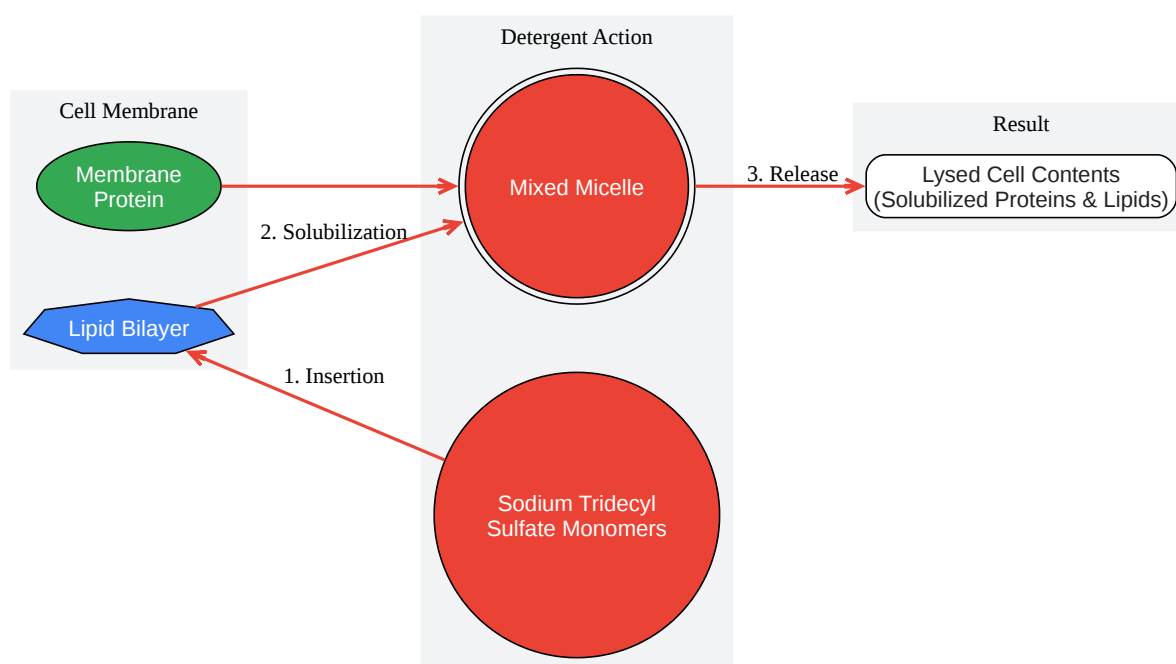 Detergent Action
Cell Membrane
Membrane
Protein
Mixed Micelle
3. Release
Result
Lysed Cell Contents
(Solubilized Proteins & Lipids)
2. Solubilization
Lipid Bilayer
1. Insertion
Sodium Tridecyl
Sulfate Monomers